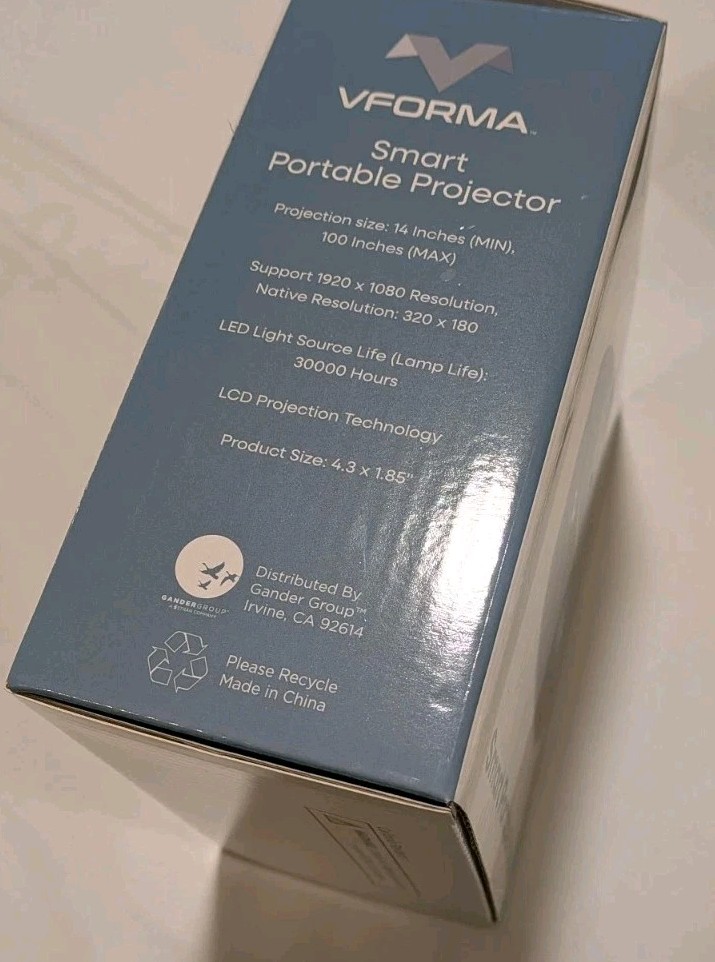 VFORMA™
Smart
Portable Projector
Projection size: 14 Inches (MIN),
100 Inches (MAX)
Support 1920 x 1080 Resolution,
Native Resolution: 320 x 180
LED Light Source Life (Lamp Life):
30000 Hours
LCD Projection Technology
Product Size: 4.3 x 1.85"
GANDERGROUP
Distributed By
Gander Group™
Irvine, CA 92614
Please Recycle
Made in China